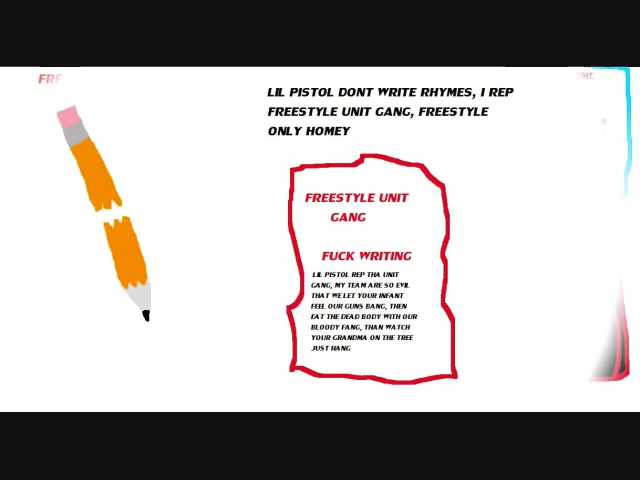 FRE
LIL PISTOL DONT WRITE RHYMES, I REP
FREESTYLE UNIT GANG, FREESTYLE
ONLY HOMEY
FREESTYLE UNIT
GANG
FUCK WRITING
LIL PISTOL REP THA UNIT
GANG, MY TEAM ARE SO EVIL
THAT WE LET YOUR INFANT
FEEL OUR GUNS BANG, THEN
EAT THE DEAD BODY WITH OUR
BLOODY FANG, THAN WATCH
YOUR GRANDMA ON THE TREE
JUST HANG